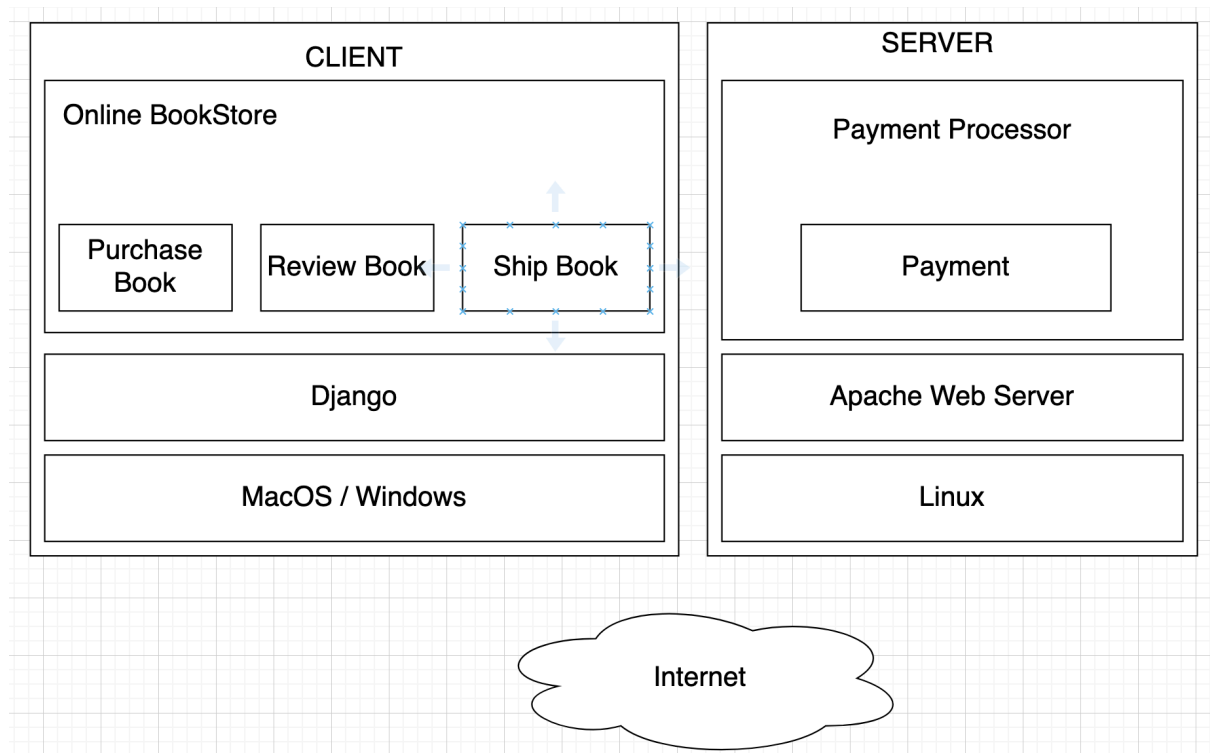 CLIENT
Online BookStore
Purchase
Book
Review Book
Ship Book
Django
MacOS / Windows
SERVER
Payment Processor
Payment
Apache Web Server
Linux
Internet